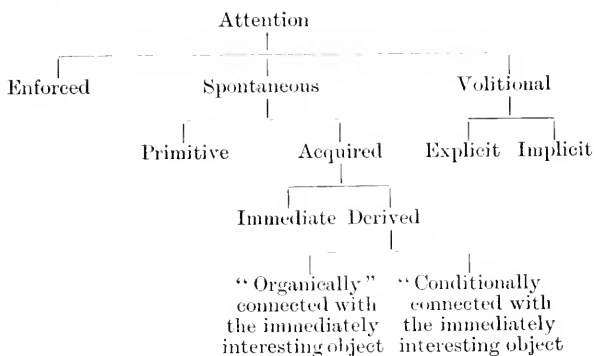 Attention
Enforced Spontaneous Volitional
Primitive Acquired Explicit Implicit
Immediate Derived
“Organically” “Conditionally
connected with connected with
the immediately the immediately
interesting object interesting object